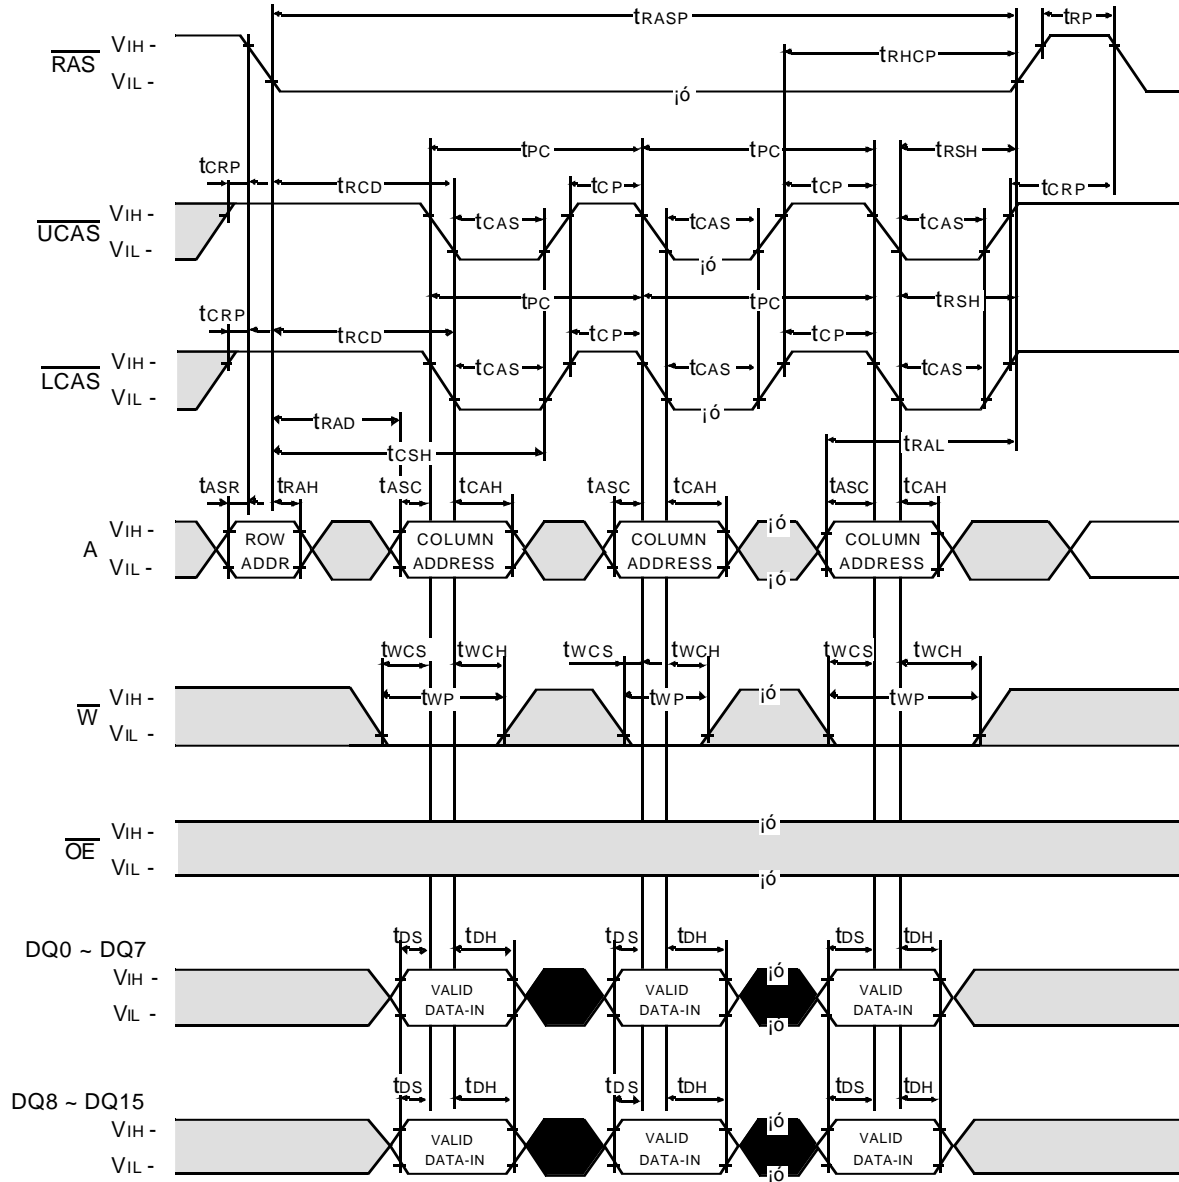 tRASP
tRP
RAS
VIH -
VIL -
tRHCP
¡ó
tCRP
tRCD
tPC
tPC
tRSH
tCP
tCP
tCRP
UCAS
VIH -
VIL -
tCAS
tCAS
tCAS
¡ó
tCRP
tRCD
tPC
tPC
tRSH
tCP
tCP
LCAS
VIH -
VIL -
tCAS
tCAS
tCAS
¡ó
tRAD
tCSH
tRAL
tASR
tRAH
tASC
tCAH
tASC
tCAH
tASC
tCAH
A
VIH -
VIL -
ROW
ADDR
COLUMN
ADDRESS
COLUMN
ADDRESS
¡ó
¡ó
COLUMN
ADDRESS
tWCS
tWCH
tWCS
tWCH
tWCS
tWCH
W
VIH -
VIL -
tWP
tWP
¡ó
tWP
OE
VIH -
VIL -
¡ó
¡ó
DQ0 ~ DQ7
VIH -
VIL -
tDS
tDH
tDS
tDH
tDS
tDH
VALID
DATA-IN
VALID
DATA-IN
¡ó
¡ó
VALID
DATA-IN
DQ8 ~ DQ15
VIH -
VIL -
tDS
tDH
tDS
tDH
tDS
tDH
VALID
DATA-IN
VALID
DATA-IN
¡ó
¡ó
VALID
DATA-IN